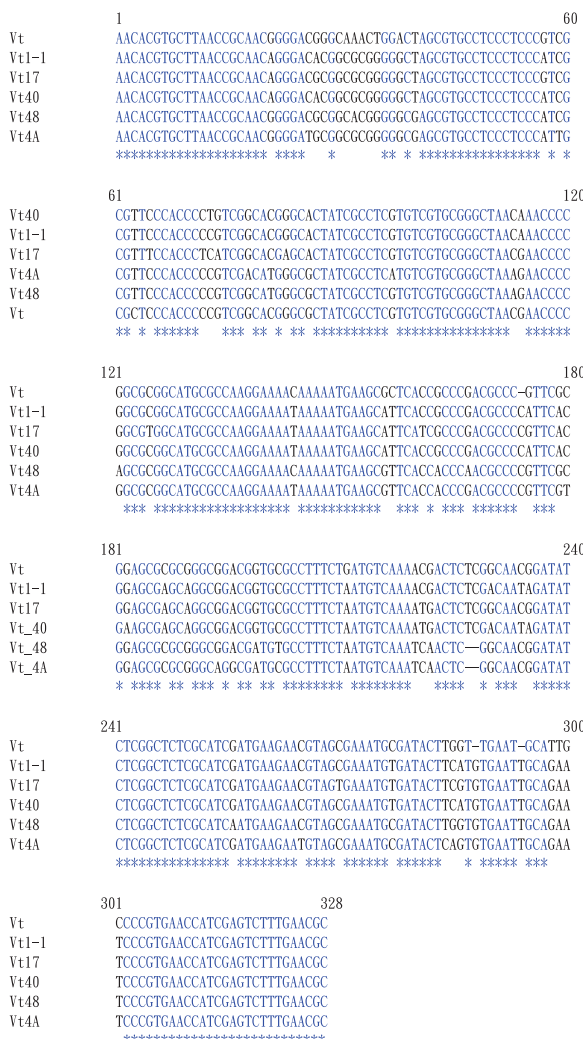 1 60
Vt AACACGTGCTTAACCGCAACGGGGACGGGCAAACTGGACTAGCGTGCCTCCCTCCCGTCG
Vt1-1 AACACGTGCTTAACCGCAACAGGGACACGGCGCGGGGGCTAGCGTGCCTCCCTCCCATCG
Vt17 AACACGTGCTTAACCGCAACAGGGACGCGGCGCGGGGGCTAGCGTGCCTCCCTCCCGTCG
Vt40 AACACGTGCTTAACCGCAACAGGGACACGGCGCGGGGGCTAGCGTGCCTCCCTCCCATCG
Vt48 AACACGTGCTTAACCGCAACGGGGACGCGGCACGGGGGCGAGCGTGCCTCCCTCCCATCG
Vt4A AACACGTGCTTAACCGCAACGGGGATGCGGCGCGGGGGCGAGCGTGCCTCCCTCCCATTG
******************** **** * ** * **************** * *
61 120
Vt40 CGTTCCCACCCCCTGTCGGCACGGGCACTATCGCCTCGTGTCGTGCGGGCTAACAAACCCC
Vt1-1 CGTTCCCACCCCCGTCGGCACGGGCACTATCGCCTCGTGTCGTGCGGGCTAACAAACCCC
Vt17 CGTTTCCACCCTCATCGGCACGAGCACTATCGCCTCGTGTCGTGCGGGCTAACGAACCCC
Vt4A CGTTCCCACCCCCGTCGACATGGGCGCTATCGCCTCATGTCGTGCGGGCTAAAGAACCCC
Vt48 CGTTCCCACCCCCGTCGGCATGGGCGCTATCGCCTCGTGTCGTGCGGGCTAAAGAACCCC
Vt CGCTCCCACCCCCGTCGGCACGGGCGCTATCGCCTCGTGTCGTGCGGGCTAACGAACCCC
** * ****** *** ** * ** ********** *************** ******
121 180
Vt GGCGCGGCATGCGCCAAGGAAAACAAAAATGAAGCGCTCACCGCCCGACGCCC-GTTCGC
Vt1-1 GGCGCGGCATGCGCCAAGGAAAATAAAAATGAAGCATTCACCGCCCGACGCCCCATTCAC
Vt17 GGCGTGGCATGCGCCAAGGAAAATAAAAATGAAGCATTCATCGCCCGACGCCCCGTTCAC
Vt40 GGCGCGGCATGCGCCAAGGAAAATAAAAATGAAGCATTCACCGCCCGACGCCCCATTCAC
Vt48 AGCGCGGCATGCGCCAAGGAAAACAAAAATGAAGCGTTCACCACCCAACGCCCCGTTCGC
Vt4A GGCGCGGCATGCGCCAAGGAAAATAAAAATGAAGCGTTCACCACCCGACGCCCCGTTCGT
*** ****************** *********** *** * *** ****** ***
181 240
Vt GGAGCGCGCGGGCGGACGGTGCGCCTTTCTGATGTCAAAACGACTCTCGGCAACGGATAT
Vt1-1 GGAGCGAGCAGGCGGACGGTGCGCCTTTCTAATGTCAAAACGACTCTCGACAATAGATAT
Vt17 GGAGCGAGCAGGCGGACGGTGCGCCTTTCTAATGTCAAAATGACTCTCGGCAACGGATAT
Vt_40 GAAGCGAGCAGGCGGACGGTGCGCCTTTCTAATGTCAAAATGACTCTCGACAATAGATAT
Vt_48 GGAGCGCGCGGGCGGACGATGTGCCTTTCTAATGTCAAATCAACTC--GGCAACGGATAT
Vt_4A GGAGCGCGCGGGCAGGCGATGCGCCTTTCTAATGTCAAATCAACTC--GGCAACGGATAT
* **** ** *** * ** ** ******** ******** **** * *** *****
241 300
Vt CTCGGCTCTCGCATCGATGAAGAACGTAGCGAAATGCGATACTTGGT-TGAAT-GCATTG
Vt1-1 CTCGGCTCTCGCATCGATGAAGAACGTAGCGAAATGTGATACTTCATGTGAATTGCAGAA
Vt17 CTCGGCTCTCGCATCGATGAAGAACGTAGTGAAATGTGATACTTCGTGTGAATTGCAGAA
Vt40 CTCGGCTCTCGCATCGATGAAGAACGTAGCGAAATGTGATACTTCATGTGAATTGCAGAA
Vt48 CTCGGCTCTCGCATCAATGAAGAACGTAGCGAAATGCGATACTTGGTGTGAATTGCAGAA
Vt4A CTCGGCTCTCGCATCGATGAAGAATGTAGCGAAATGCGATACTCAGTGTGAATTGCAGAA
*************** ******** **** ****** ****** * ***** ***
301 328
Vt CCCCGTGAACCATCGAGTCTTTGAACGC
Vt1-1 TCCCGTGAACCATCGAGTCTTTGAACGC
Vt17 TCCCGTGAACCATCGAGTCTTTGAACGC
Vt40 TCCCGTGAACCATCGAGTCTTTGAACGC
Vt48 TCCCGTGAACCATCGAGTCTTTGAACGC
Vt4A TCCCGTGAACCATCGAGTCTTTGAACGC
***************************